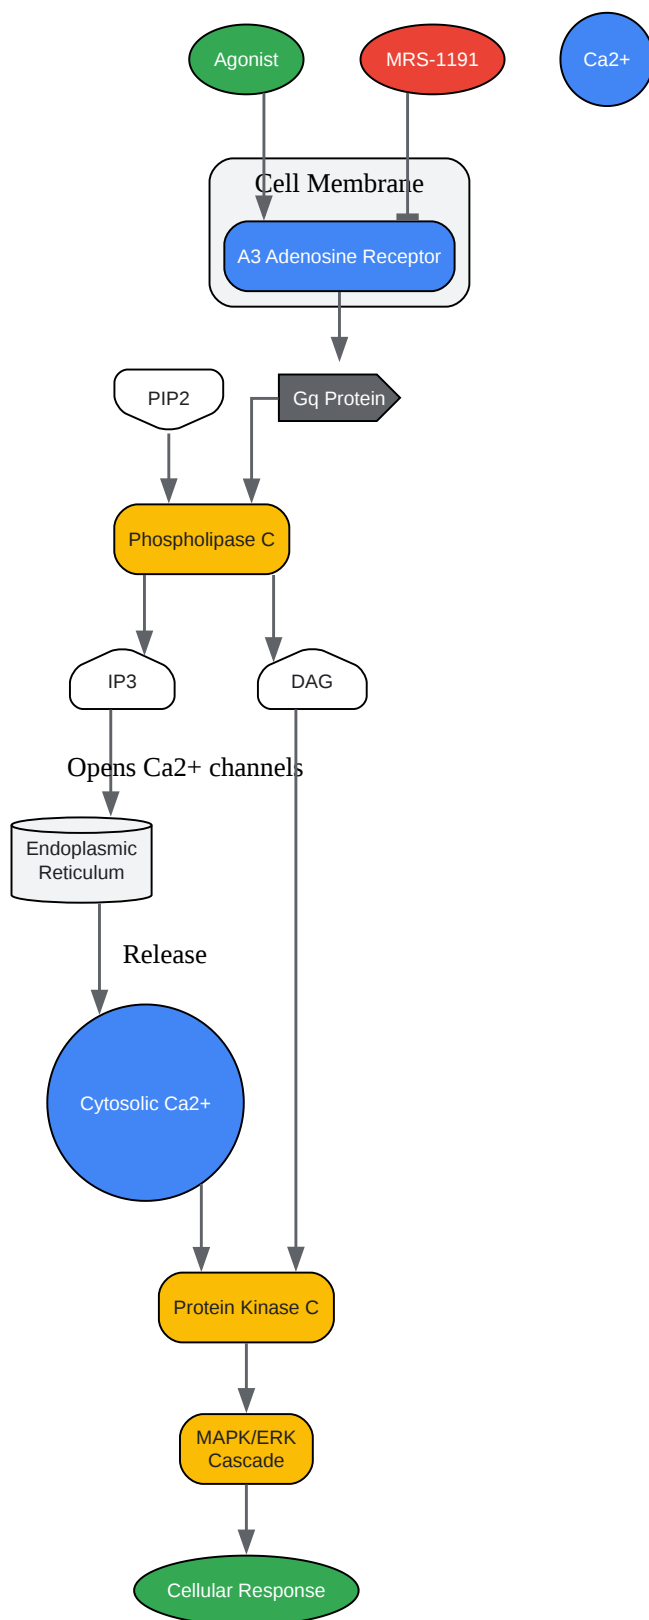 Agonist
MRS-1191
Ca2+
Cell Membrane
A3 Adenosine Receptor
PIP2
Gq Protein
Phospholipase C
IP3
DAG
Opens Ca2+ channels
Endoplasmic
Reticulum
Release
Cytosolic Ca2+
Protein Kinase C
MAPK/ERK
Cascade
Cellular Response